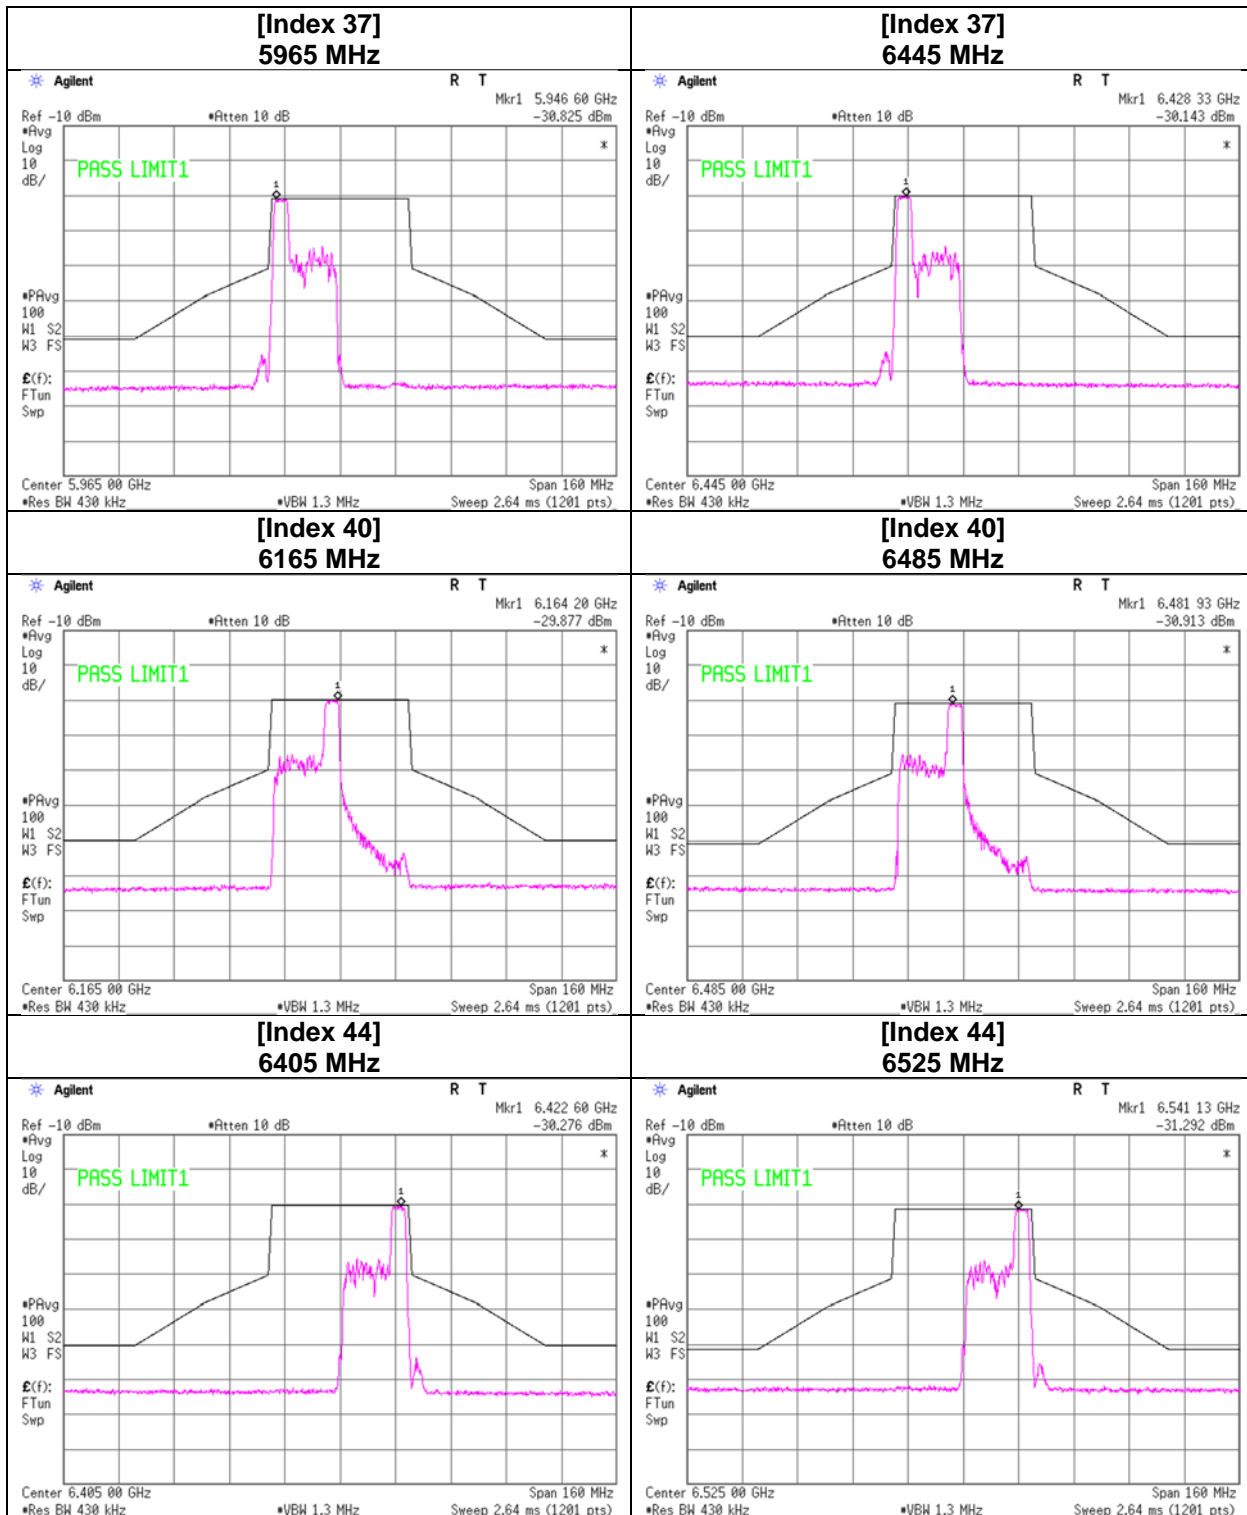 [Index 37]
5965 MHz
Agilent
R T
Mkr1 5.946 60 GHz
Ref -10 dBm
#Atten 10 dB
-30.825 dBm
#Avg
Log
10
dB/
*
PASS LIMIT1
1
#PAvg
100
W1 S2
W3 FS
£(f):
FTun
Swp
Center 5.965 00 GHz
Span 160 MHz
#Res BW 430 kHz
#VBW 1.3 MHz
Sweep 2.64 ms (1201 pts)
[Index 37]
6445 MHz
Agilent
R T
Mkr1 6.428 33 GHz
Ref -10 dBm
#Atten 10 dB
-30.143 dBm
#Avg
Log
10
dB/
*
PASS LIMIT1
1
#PAvg
100
W1 S2
W3 FS
£(f):
FTun
Swp
Center 6.445 00 GHz
Span 160 MHz
#Res BW 430 kHz
#VBW 1.3 MHz
Sweep 2.64 ms (1201 pts)
[Index 40]
6165 MHz
Agilent
R T
Mkr1 6.164 20 GHz
Ref -10 dBm
#Atten 10 dB
-29.877 dBm
#Avg
Log
10
dB/
*
PASS LIMIT1
1
#PAvg
100
W1 S2
W3 FS
£(f):
FTun
Swp
Center 6.165 00 GHz
Span 160 MHz
#Res BW 430 kHz
#VBW 1.3 MHz
Sweep 2.64 ms (1201 pts)
[Index 40]
6485 MHz
Agilent
R T
Mkr1 6.481 93 GHz
Ref -10 dBm
#Atten 10 dB
-30.913 dBm
#Avg
Log
10
dB/
*
PASS LIMIT1
1
#PAvg
100
W1 S2
W3 FS
£(f):
FTun
Swp
Center 6.485 00 GHz
Span 160 MHz
#Res BW 430 kHz
#VBW 1.3 MHz
Sweep 2.64 ms (1201 pts)
[Index 44]
6405 MHz
Agilent
R T
Mkr1 6.422 60 GHz
Ref -10 dBm
#Atten 10 dB
-30.276 dBm
#Avg
Log
10
dB/
*
PASS LIMIT1
1
#PAvg
100
W1 S2
W3 FS
£(f):
FTun
Swp
Center 6.405 00 GHz
Span 160 MHz
#Res BW 430 kHz
#VBW 1.3 MHz
Sweep 2.64 ms (1201 pts)
[Index 44]
6525 MHz
Agilent
R T
Mkr1 6.541 13 GHz
Ref -10 dBm
#Atten 10 dB
-31.292 dBm
#Avg
Log
10
dB/
*
PASS LIMIT1
1
#PAvg
100
W1 S2
W3 FS
£(f):
FTun
Swp
Center 6.525 00 GHz
Span 160 MHz
#Res BW 430 kHz
#VBW 1.3 MHz
Sweep 2.64 ms (1201 pts)